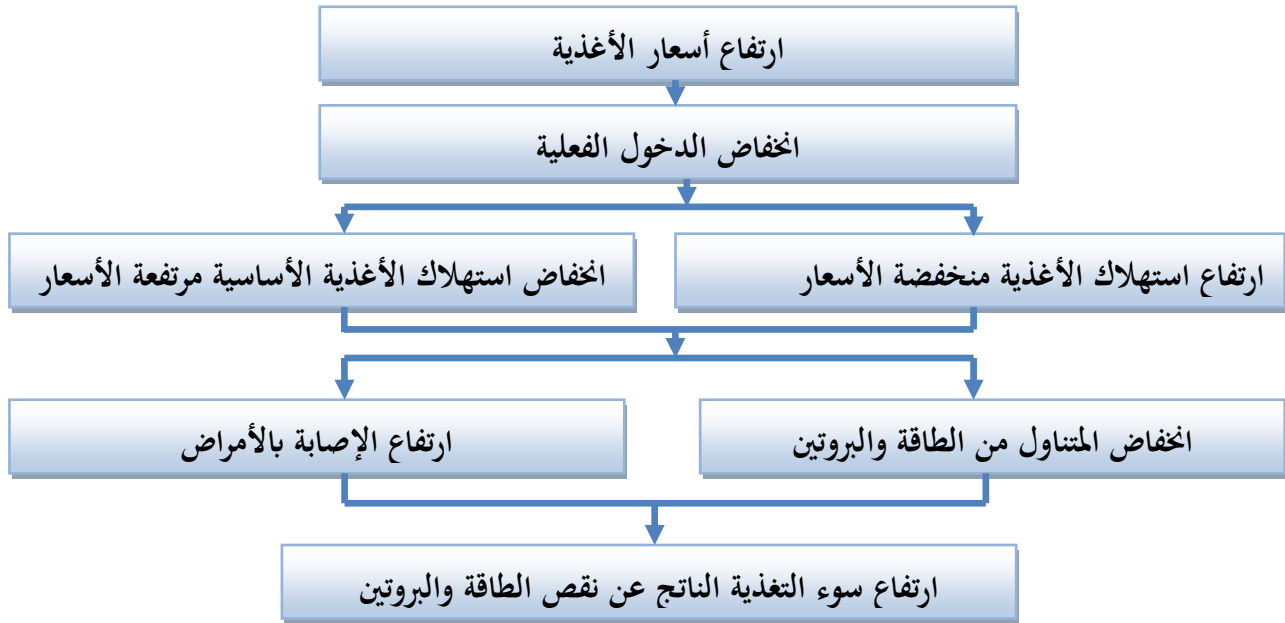 ارتفاع أسعار الأغذية
انخفاض الدخول الفعلية
ارتفاع استهلاك الأغذية منخفضة الأسعار
انخفاض استهلاك الأغذية الأساسية مرتفعة الأسعار
انخفاض المتناول من الطاقة والبروتين
ارتفاع الإصابة بالأمراض
ارتفاع سوء التغذية الناتج عن نقص الطاقة والبروتين